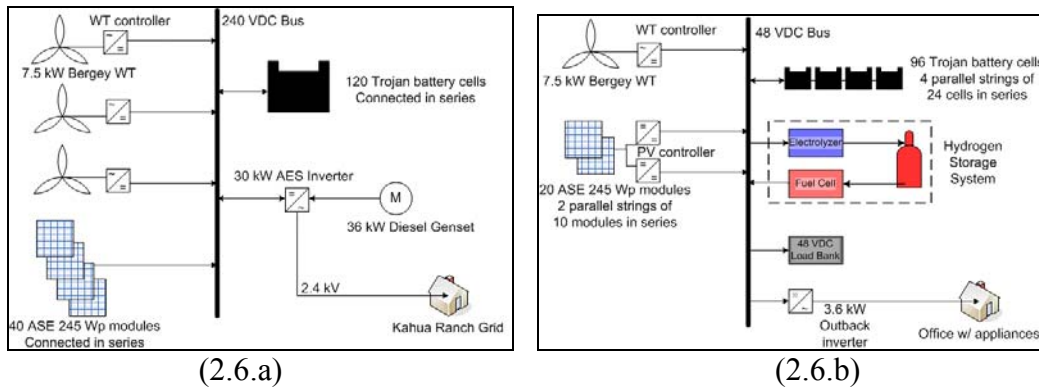 WT controller
240 VDC Bus
7.5 kW Bergey WT
120 Trojan battery cells
Connected in series
30 kW AES Inverter
M
36 kW Diesel Genset
2.4 kV
40 ASE 245 Wp modules
Connected in series
Kahua Ranch Grid
(2.6.a)
WT controller
48 VDC Bus
7.5 kW Bergey WT
96 Trojan battery cells
4 parallel strings of
24 cells in series
PV controller
Electrolyzer
Fuel Cell
Hydrogen
Storage
System
20 ASE 245 Wp modules
2 parallel strings of
10 modules in series
48 VDC
Load Bank
3.6 kW
Outback
inverter
Office w/ appliances
(2.6.b)